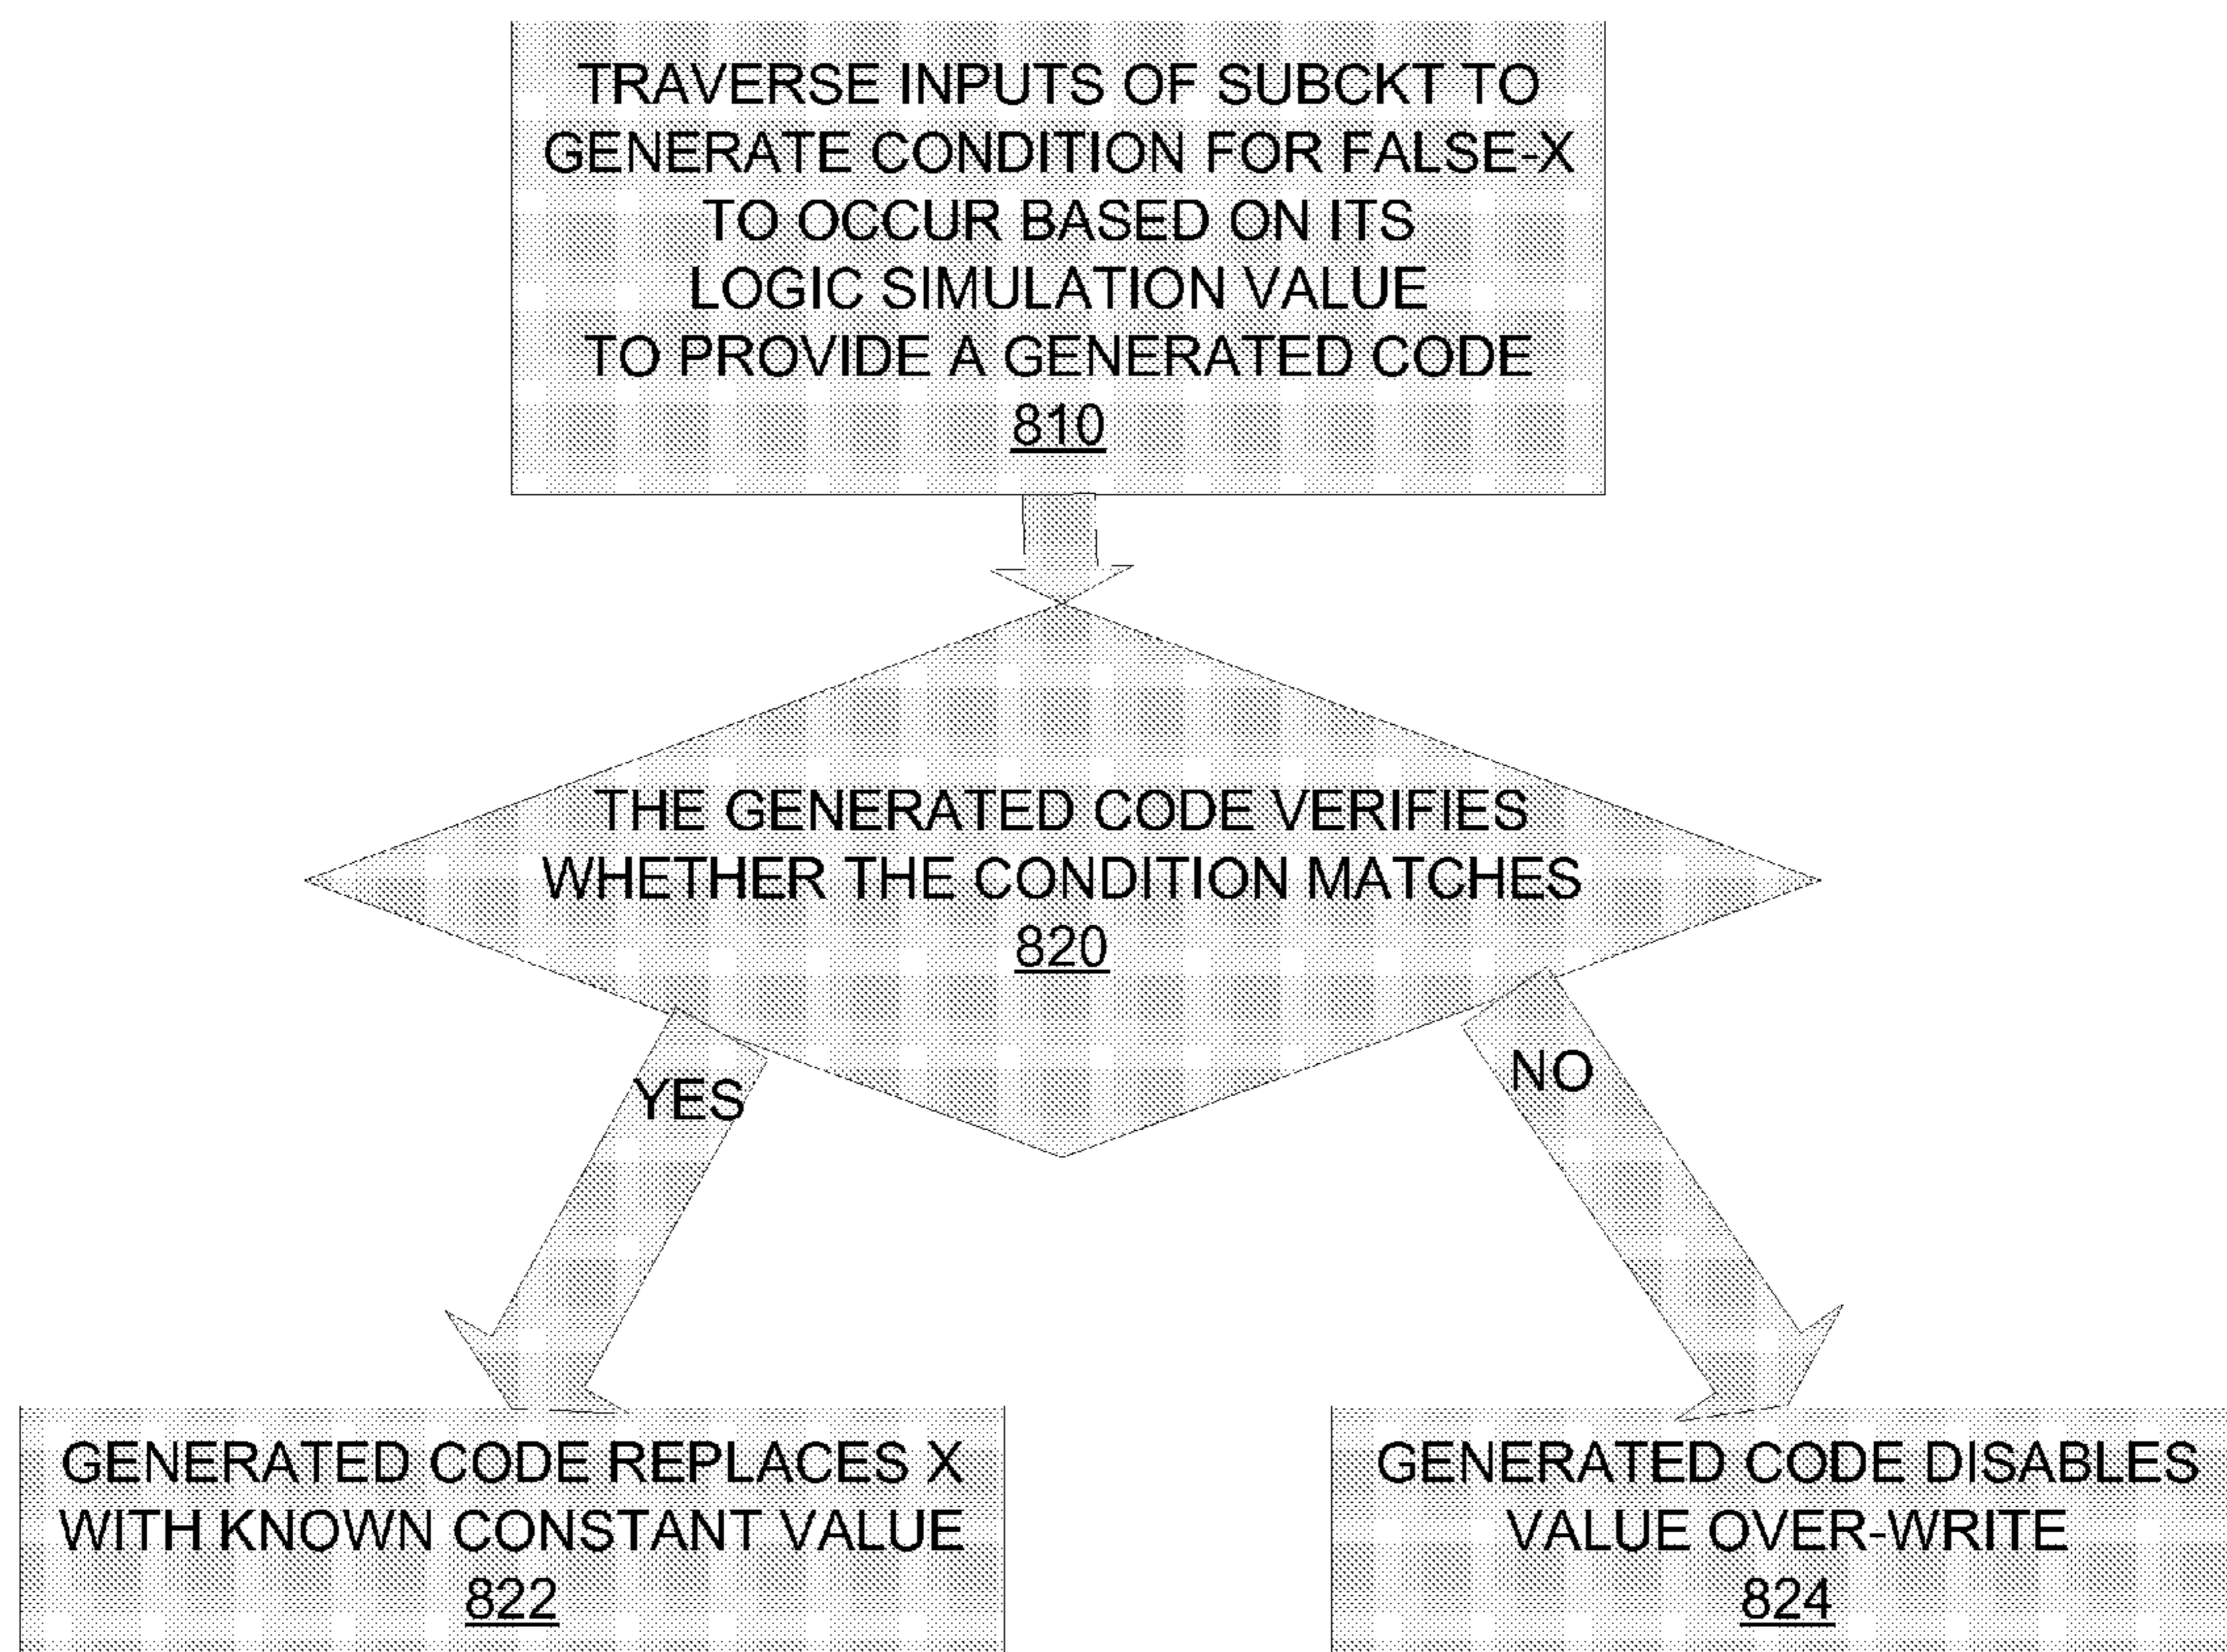 TRAVERSE INPUTS OF SUBCKT TO
GENERATE CONDITION FOR FALSE-X
TO OCCUR BASED ON ITS
LOGIC SIMULATION VALUE
TO PROVIDE A GENERATED CODE
810
THE GENERATED CODE VERIFIES
WHETHER THE CONDITION MATCHES
820
YES
NO
GENERATED CODE REPLACES X
WITH KNOWN CONSTANT VALUE
822
GENERATED CODE DISABLES
VALUE OVER-WRITE
824